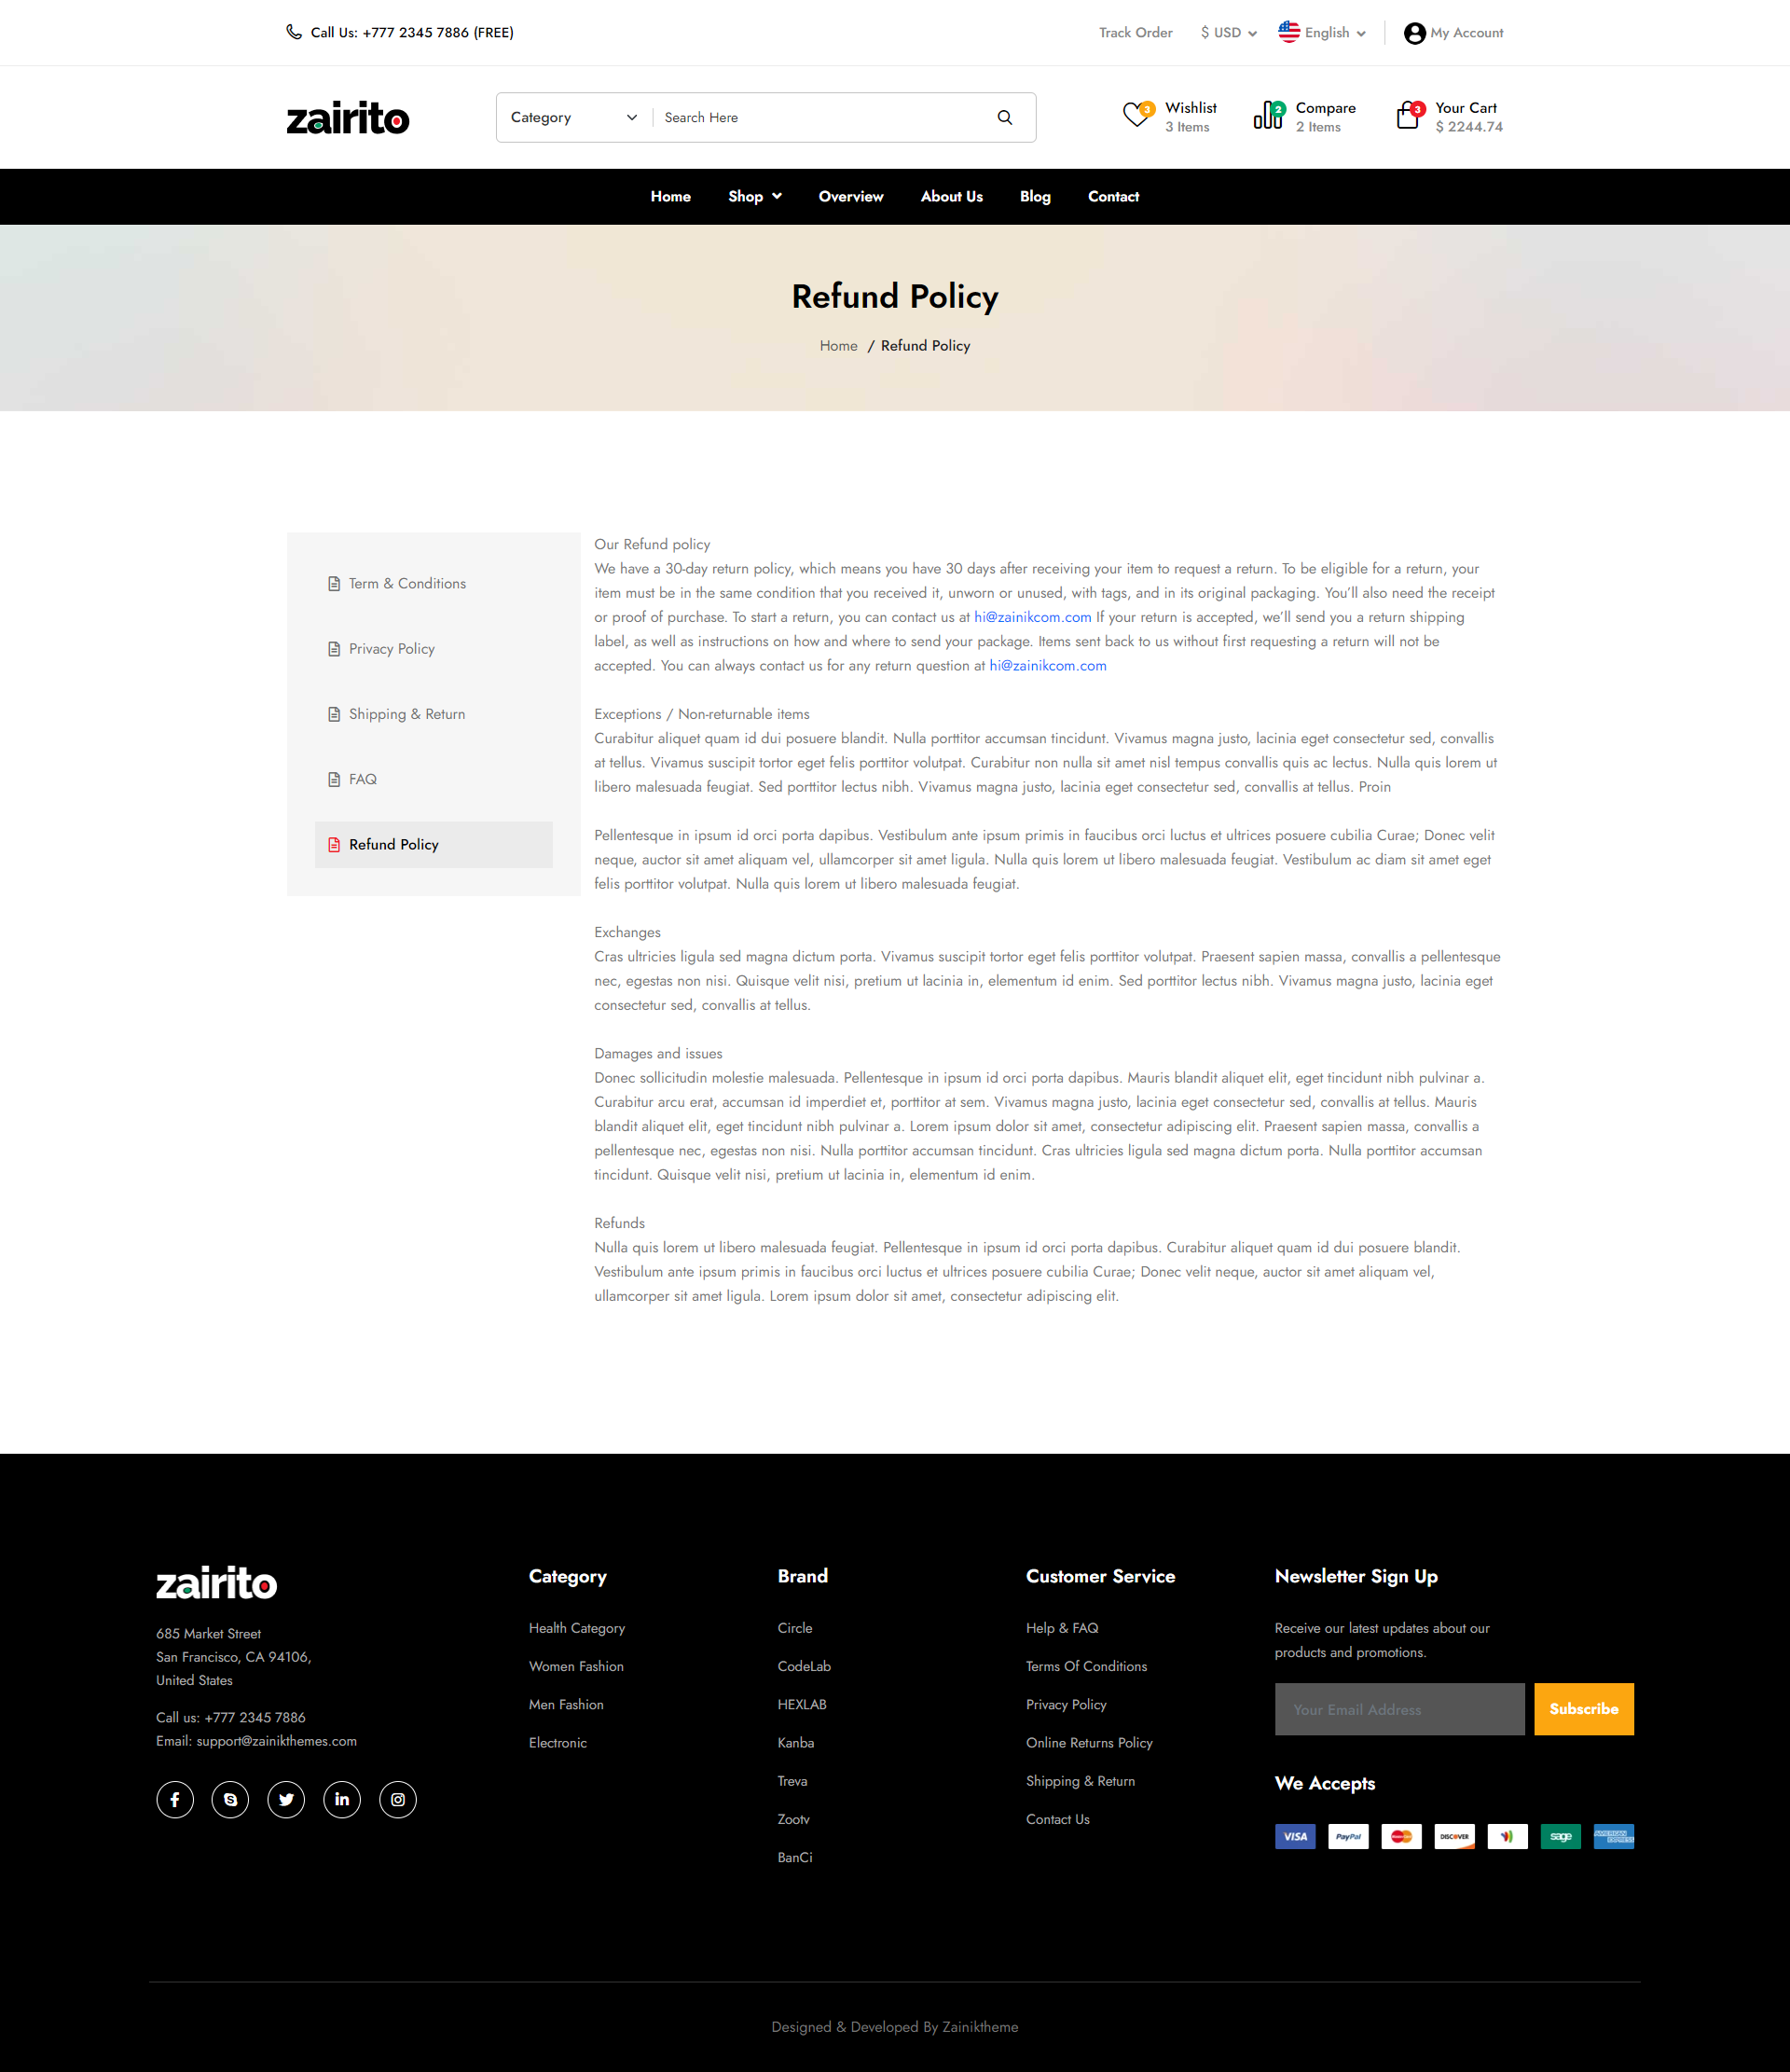 Call Us: +777 2345 7886 (FREE)
Track Order
$ USD
English
My Account
zairito
Category
Search Here
3
Wishlist
3 Items
2
Compare
2 Items
3
Your Cart
$ 2244.74
Home
Shop
Overview
About Us
Blog
Contact
Refund Policy
Home / Refund Policy
Term & Conditions
Privacy Policy
Shipping & Return
FAQ
Refund Policy
Our Refund policy
We have a 30-day return policy, which means you have 30 days after receiving your item to request a return. To be eligible for a return, your
item must be in the same condition that you received it, unworn or unused, with tags, and in its original packaging. You'll also need the receipt
or proof of purchase. To start a return, you can contact us at hi@zainikcom.com If your return is accepted, we'll send you a return shipping
label, as well as instructions on how and where to send your package. Items sent back to us without first requesting a return will not be
accepted. You can always contact us for any return question at hi@zainikcom.com
Exceptions / Non-returnable items
Curabitur aliquet quam id dui posuere blandit. Nulla porttitor accumsan tincidunt. Vivamus magna justo, lacinia eget consectetur sed, convallis
at tellus. Vivamus suscipit tortor eget felis porttitor volutpat. Curabitur non nulla sit amet nisl tempus convallis quis ac lectus. Nulla quis lorem ut
libero malesuada feugiat. Sed porttitor lectus nibh. Vivamus magna justo, lacinia eget consectetur sed, convallis at tellus. Proin
Pellentesque in ipsum id orci porta dapibus. Vestibulum ante ipsum primis in faucibus orci luctus et ultrices posuere cubilia Curae; Donec velit
neque, auctor sit amet aliquam vel, ullamcorper sit amet ligula. Nulla quis lorem ut libero malesuada feugiat. Vestibulum ac diam sit amet eget
felis porttitor volutpat. Nulla quis lorem ut libero malesuada feugiat.
Exchanges
Cras ultricies ligula sed magna dictum porta. Vivamus suscipit tortor eget felis porttitor volutpat. Praesent sapien massa, convallis a pellentesque
nec, egestas non nisi. Quisque velit nisi, pretium ut lacinia in, elementum id enim. Sed porttitor lectus nibh. Vivamus magna justo, lacinia eget
consectetur sed, convallis at tellus.
Damages and issues
Donec sollicitudin molestie malesuada. Pellentesque in ipsum id orci porta dapibus. Mauris blandit aliquet elit, eget tincidunt nibh pulvinar a.
Curabitur arcu erat, accumsan id imperdiet et, porttitor at sem. Vivamus magna justo, lacinia eget consectetur sed, convallis at tellus. Mauris
blandit aliquet elit, eget tincidunt nibh pulvinar a. Lorem ipsum dolor sit amet, consectetur adipiscing elit. Praesent sapien massa, convallis a
pellentesque nec, egestas non nisi. Nulla porttitor accumsan tincidunt. Cras ultricies ligula sed magna dictum porta. Nulla porttitor accumsan
tincidunt. Quisque velit nisi, pretium ut lacinia in, elementum id enim.
Refunds
Nulla quis lorem ut libero malesuada feugiat. Pellentesque in ipsum id orci porta dapibus. Curabitur aliquet quam id dui posuere blandit.
Vestibulum ante ipsum primis in faucibus orci luctus et ultrices posuere cubilia Curae; Donec velit neque, auctor sit amet aliquam vel,
ullamcorper sit amet ligula. Lorem ipsum dolor sit amet, consectetur adipiscing elit.
zairito
685 Market Street
San Francisco, CA 94106,
United States
Call us: +777 2345 7886
Email: support@zainikthemes.com
Category
Health Category
Women Fashion
Men Fashion
Electronic
Brand
Circle
CodeLab
HEXLAB
Kanba
Treva
Zootv
BanCi
Customer Service
Help & FAQ
Terms Of Conditions
Privacy Policy
Online Returns Policy
Shipping & Return
Contact Us
Newsletter Sign Up
Receive our latest updates about our
products and promotions.
Your Email Address
Subscribe
We Accepts
VISA
PayPal
DISCOVER
sage
AMERICAN EXPRESS
Designed & Developed By Zainiktheme